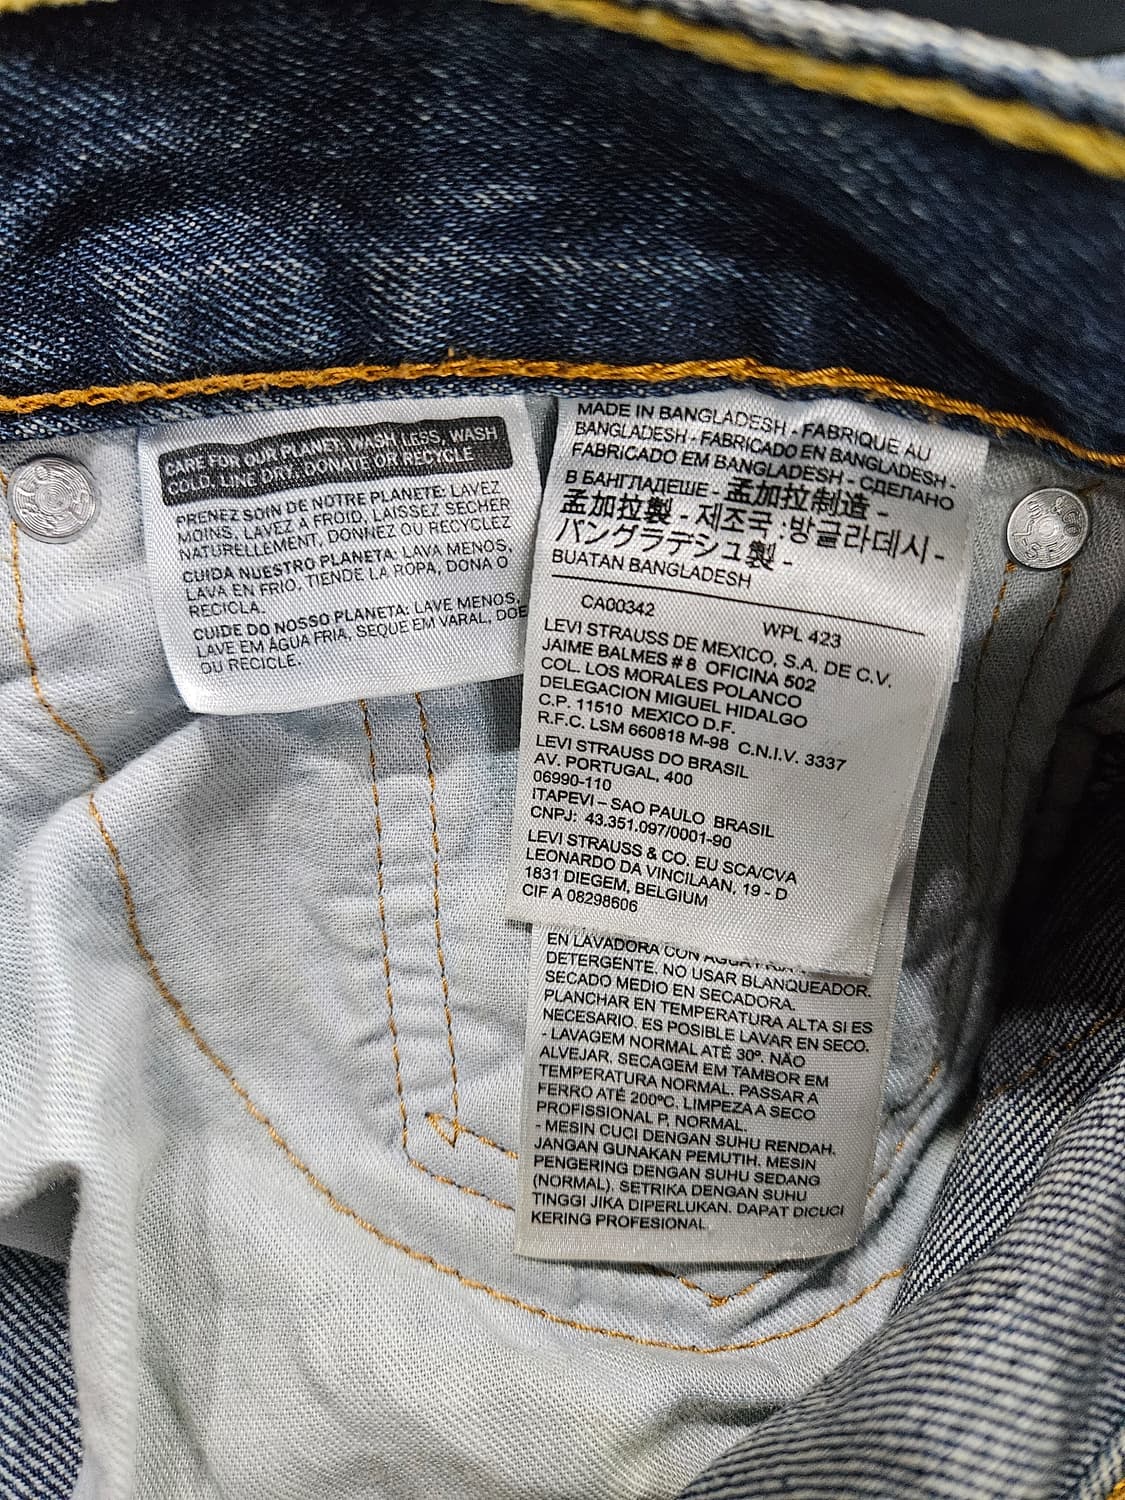 CARE FOR OUR PLANET: WASH LESS, WASH
COLD, LINE DRY, DONATE OR RECYCLE
PRENEZ SOIN DE NOTRE PLANETE: LAVEZ
MOINS, LAVEZ A FROID, LAISSEZ SECHER
NATURELLEMENT, DONNEZ OU RECYCLEZ
CUIDA NUESTRO PLANETA: LAVA MENOS,
LAVA EN FRIO, TIENDE LA ROPA, DONA O
RECICLA.
CUIDE DO NOSSO PLANETA: LAVE MENOS,
LAVE EM ÁGUA FRIA, SEQUE EM VARAL, DOE
OU RECICLE.
MADE IN BANGLADESH - FABRIQUE AU
BANGLADESH - FABRICADO EN BANGLADESH -
FABRICADO EM BANGLADESH - СДЕЛАНО
В БАНГЛАДЕШЕ - 孟加拉制造 -
孟加拉製 - 제조국 :방글라데시 -
バングラデシュ製 -
BUATAN BANGLADESH
CA00342 WPL 423
LEVI STRAUSS DE MEXICO, S.A. DE C.V.
JAIME BALMES # 8 OFICINA 502
COL. LOS MORALES POLANCO
DELEGACION MIGUEL HIDALGO
C.P. 11510 MEXICO D.F.
R.F.C. LSM 660818 M-98 C.N.I.V. 3337
LEVI STRAUSS DO BRASIL
AV. PORTUGAL, 400
06990-110
ITAPEVI – SAO PAULO BRASIL
CNPJ: 43.351.097/0001-90
LEVI STRAUSS & CO. EU SCA/CVA
LEONARDO DA VINCILAAN, 19 - D
1831 DIEGEM, BELGIUM
CIF A 08298606
EN LAVADORA CON
DETERGENTE. NO USAR BLANQUEADOR.
SECADO MEDIO EN SECADORA.
PLANCHAR EN TEMPERATURA ALTA SI ES
NECESARIO. ES POSIBLE LAVAR EN SECO.
- LAVAGEM NORMAL ATÉ 30º. NÃO
ALVEJAR. SECAGEM EM TAMBOR EM
TEMPERATURA NORMAL. PASSAR A
FERRO ATÉ 200ºC. LIMPEZA A SECO
PROFISSIONAL P, NORMAL.
- MESIN CUCI DENGAN SUHU RENDAH.
JANGAN GUNAKAN PEMUTIH. MESIN
PENGERING DENGAN SUHU SEDANG
(NORMAL). SETRIKA DENGAN SUHU
TINGGI JIKA DIPERLUKAN. DAPAT DICUCI
KERING PROFESIONAL.